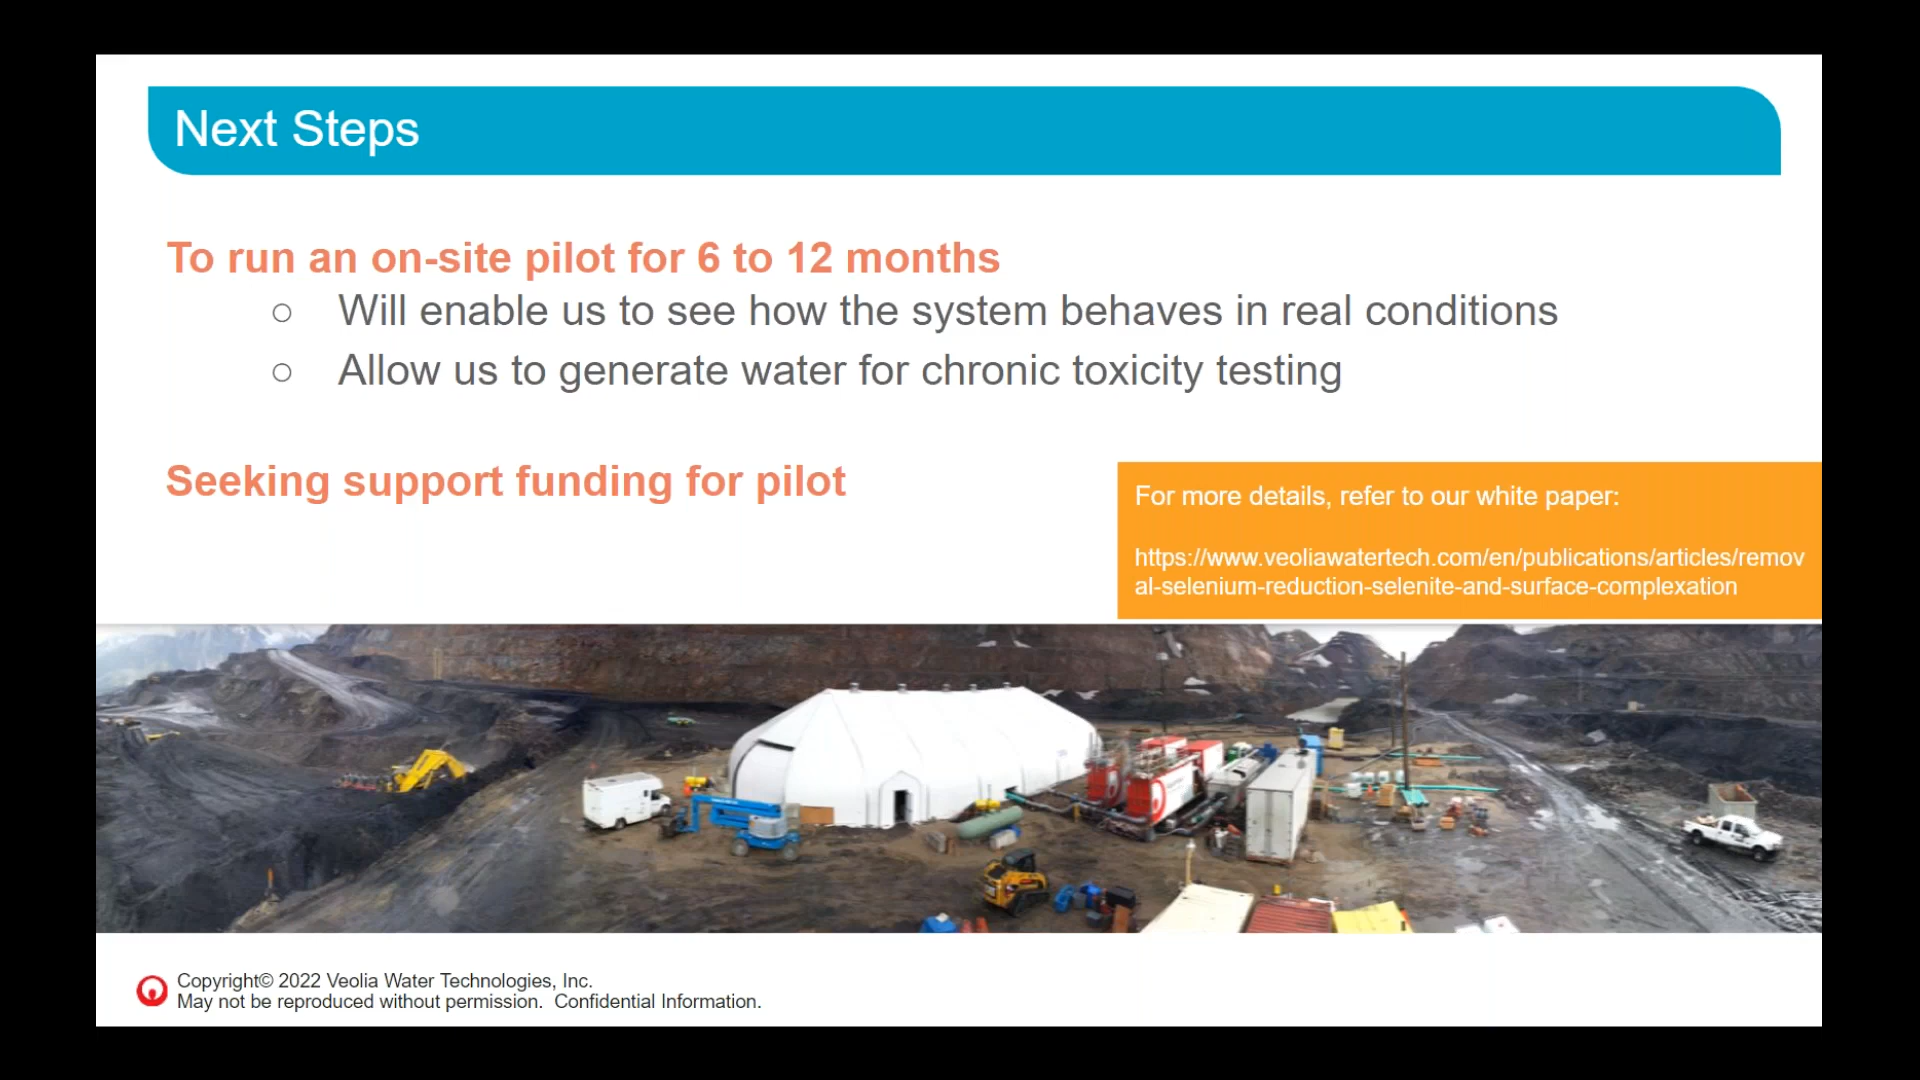 Next Steps
To run an on-site pilot for 6 to 12 months
○ Will enable us to see how the system behaves in real conditions
○ Allow us to generate water for chronic toxicity testing
Seeking support funding for pilot
For more details, refer to our white paper:
https://www.veoliawatertech.com/en/publications/articles/remov
al-selenium-reduction-selenite-and-surface-complexation
Copyright© 2022 Veolia Water Technologies, Inc.
May not be reproduced without permission.  Confidential Information.